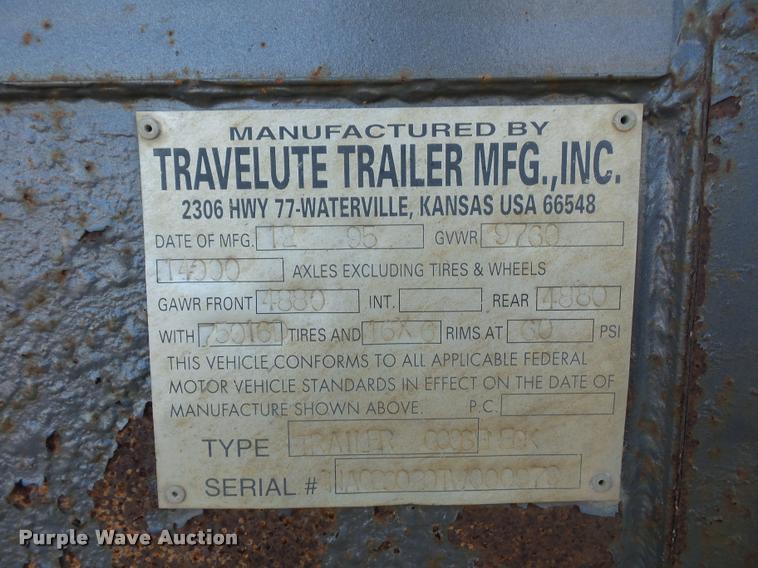 MANUFACTURED BY
TRAVELUTE TRAILER MFG., INC.
2306 HWY 77-WATERVILLE, KANSAS USA 66548
DATE OF MFG. 12 95 GVWR 9760
14000 AXLES EXCLUDING TIRES & WHEELS
GAWR FRONT 4880 INT. REAR 4880
WITH TIRES AND 16X6 RIMS AT 60 PSI
THIS VEHICLE CONFORMS TO ALL APPLICABLE FEDERAL
MOTOR VEHICLE STANDARDS IN EFFECT ON THE DATE OF
MANUFACTURE SHOWN ABOVE. P.C.
TYPE TRAILER
SERIAL #
Purple Wave Auction